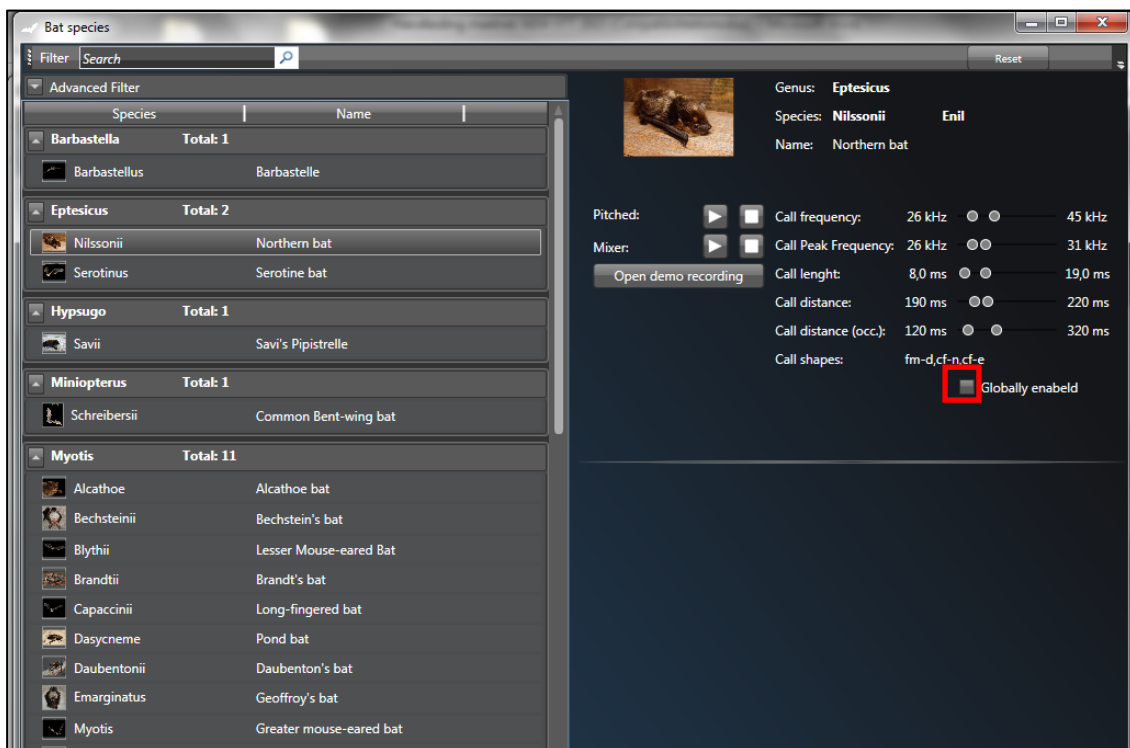 Bat species
Filter Search Reset
Advanced Filter
Species Name
Barbastella Total: 1
Barbastellus Barbastelle
Eptesicus Total: 2
Nilssonii Northern bat
Serotinus Serotine bat
Hypsugo Total: 1
Savii Savi's Pipistrelle
Miniopterus Total: 1
Schreibersii Common Bent-wing bat
Myotis Total: 11
Alcathoe Alcathoe bat
Bechsteinii Bechstein's bat
Blythii Lesser Mouse-eared Bat
Brandtii Brandt's bat
Capaccinii Long-fingered bat
Dasycneme Pond bat
Daubentonii Daubenton's bat
Emarginatus Geoffroy's bat
Myotis Greater mouse-eared bat
Genus: Eptesicus
Species: Nilssonii Enil
Name: Northern bat
Pitched:
Mixer:
Open demo recording
Call frequency: 26 kHz 45 kHz
Call Peak Frequency: 26 kHz 31 kHz
Call lenght: 8,0 ms 19,0 ms
Call distance: 190 ms 220 ms
Call distance (occ.): 120 ms 320 ms
Call shapes: fm-d,cf-n,cf-e
Globally enabeld